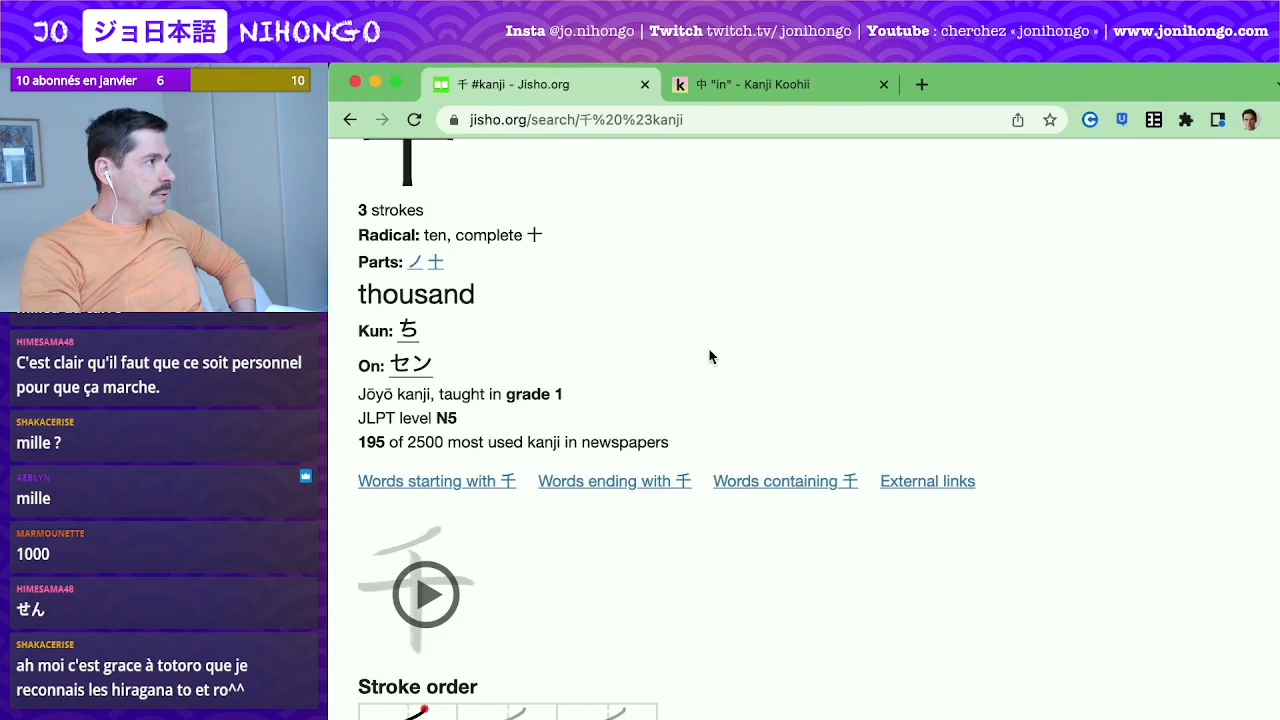 JO ジョ日本語 NIHONGO
Insta @jo.nihongo | Twitch twitch.tv/ jonihongo | Youtube : cherchez « jonihongo » | www.jonihongo.com
10 abonnés en janvier 6 10
千 #kanji - Jisho.org
k 中 "in" - Kanji Koohii
jisho.org/search/千%20%23kanji
3 strokes
Radical: ten, complete 十
Parts: ノ 十
thousand
Kun: ち
On: セン
Jōyō kanji, taught in grade 1
JLPT level N5
195 of 2500 most used kanji in newspapers
Words starting with 千 Words ending with 千 Words containing 千 External links
千
Stroke order
HIMESAMA48
C'est clair qu'il faut que ce soit personnel
pour que ça marche.
SHAKACERISE
mille ?
AEBLYN
mille
MARMOUNETTE
1000
HIMESAMA48
せん
SHAKACERISE
ah moi c'est grace à totoro que je
reconnais les hiragana to et ro^^